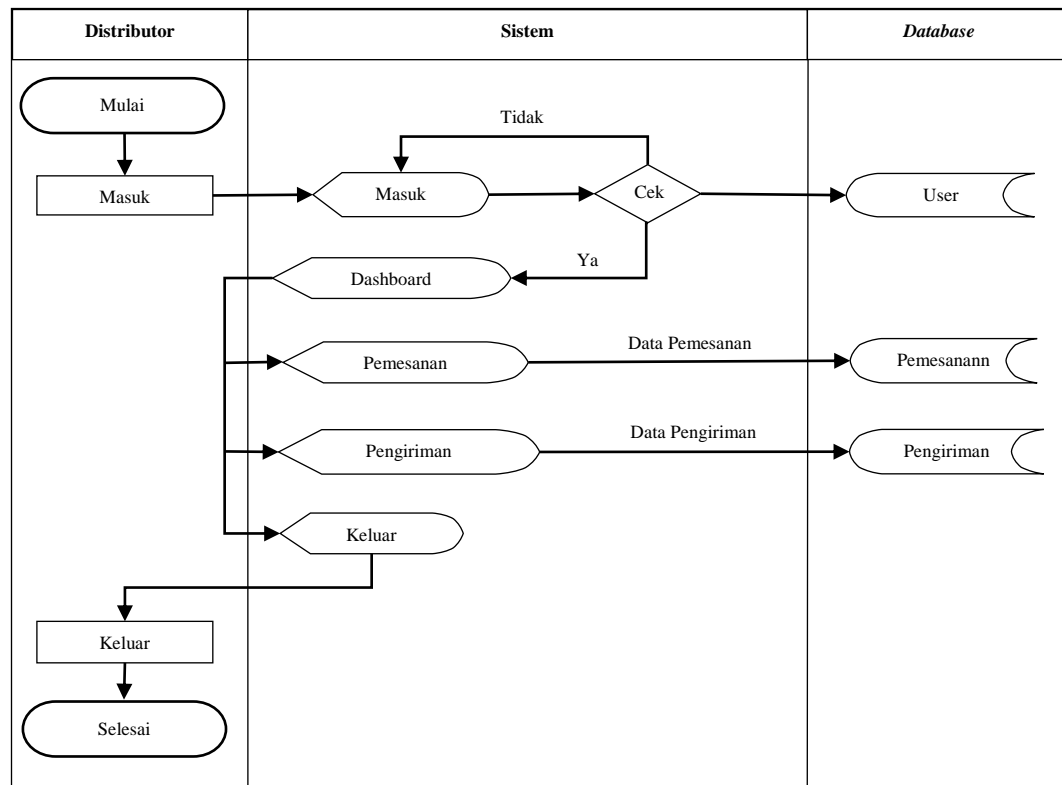 Distributor
Sistem
Database
Mulai
Tidak
Masuk
Masuk
Cek
User
Ya
Dashboard
Data Pemesanan
Pemesanan
Pemesanann
Data Pengiriman
Pengiriman
Pengiriman
Keluar
Keluar
Selesai